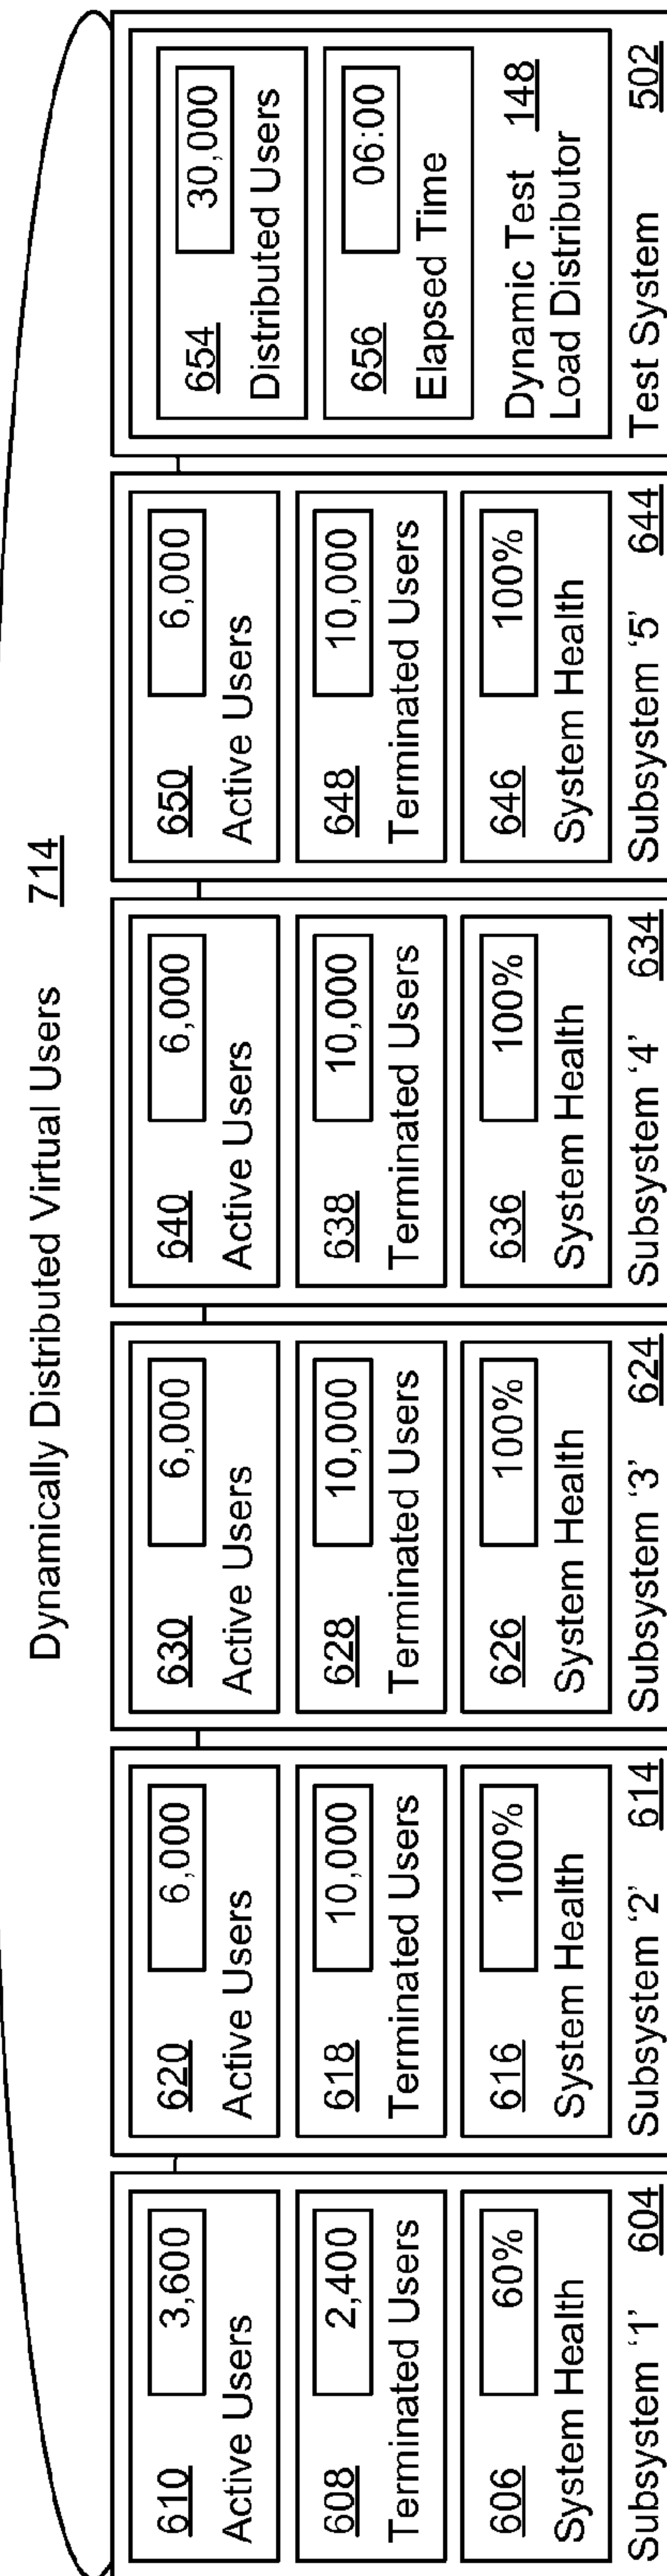 Dynamically Distributed Virtual Users 714
610 3,600
Active Users
608 2,400
Terminated Users
606 60%
System Health
Subsystem ‘1’ 604
620 6,000
Active Users
618 10,000
Terminated Users
616 100%
System Health
Subsystem ‘2’ 614
630 6,000
Active Users
628 10,000
Terminated Users
626 100%
System Health
Subsystem ‘3’ 624
640 6,000
Active Users
638 10,000
Terminated Users
636 100%
System Health
Subsystem ‘4’ 634
650 6,000
Active Users
648 10,000
Terminated Users
646 100%
System Health
Subsystem ‘5’ 644
654 30,000
Distributed Users
656 06:00
Elapsed Time
Dynamic Test 148
Load Distributor
Test System 502